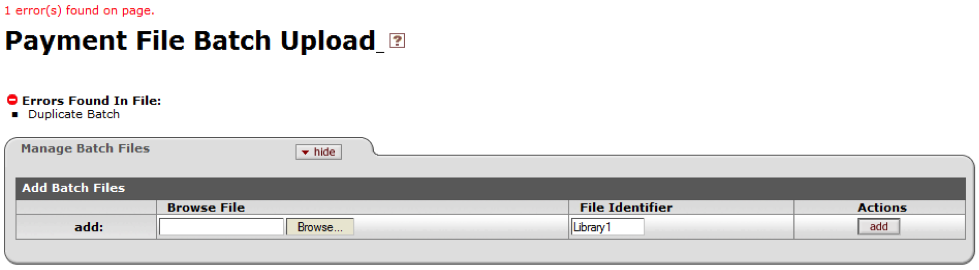 1 error(s) found on page.
Payment File Batch Upload ?
Errors Found In File:
Duplicate Batch
Manage Batch Files
hide
Add Batch Files
Browse File File Identifier Actions
add: Browse... Library1 add